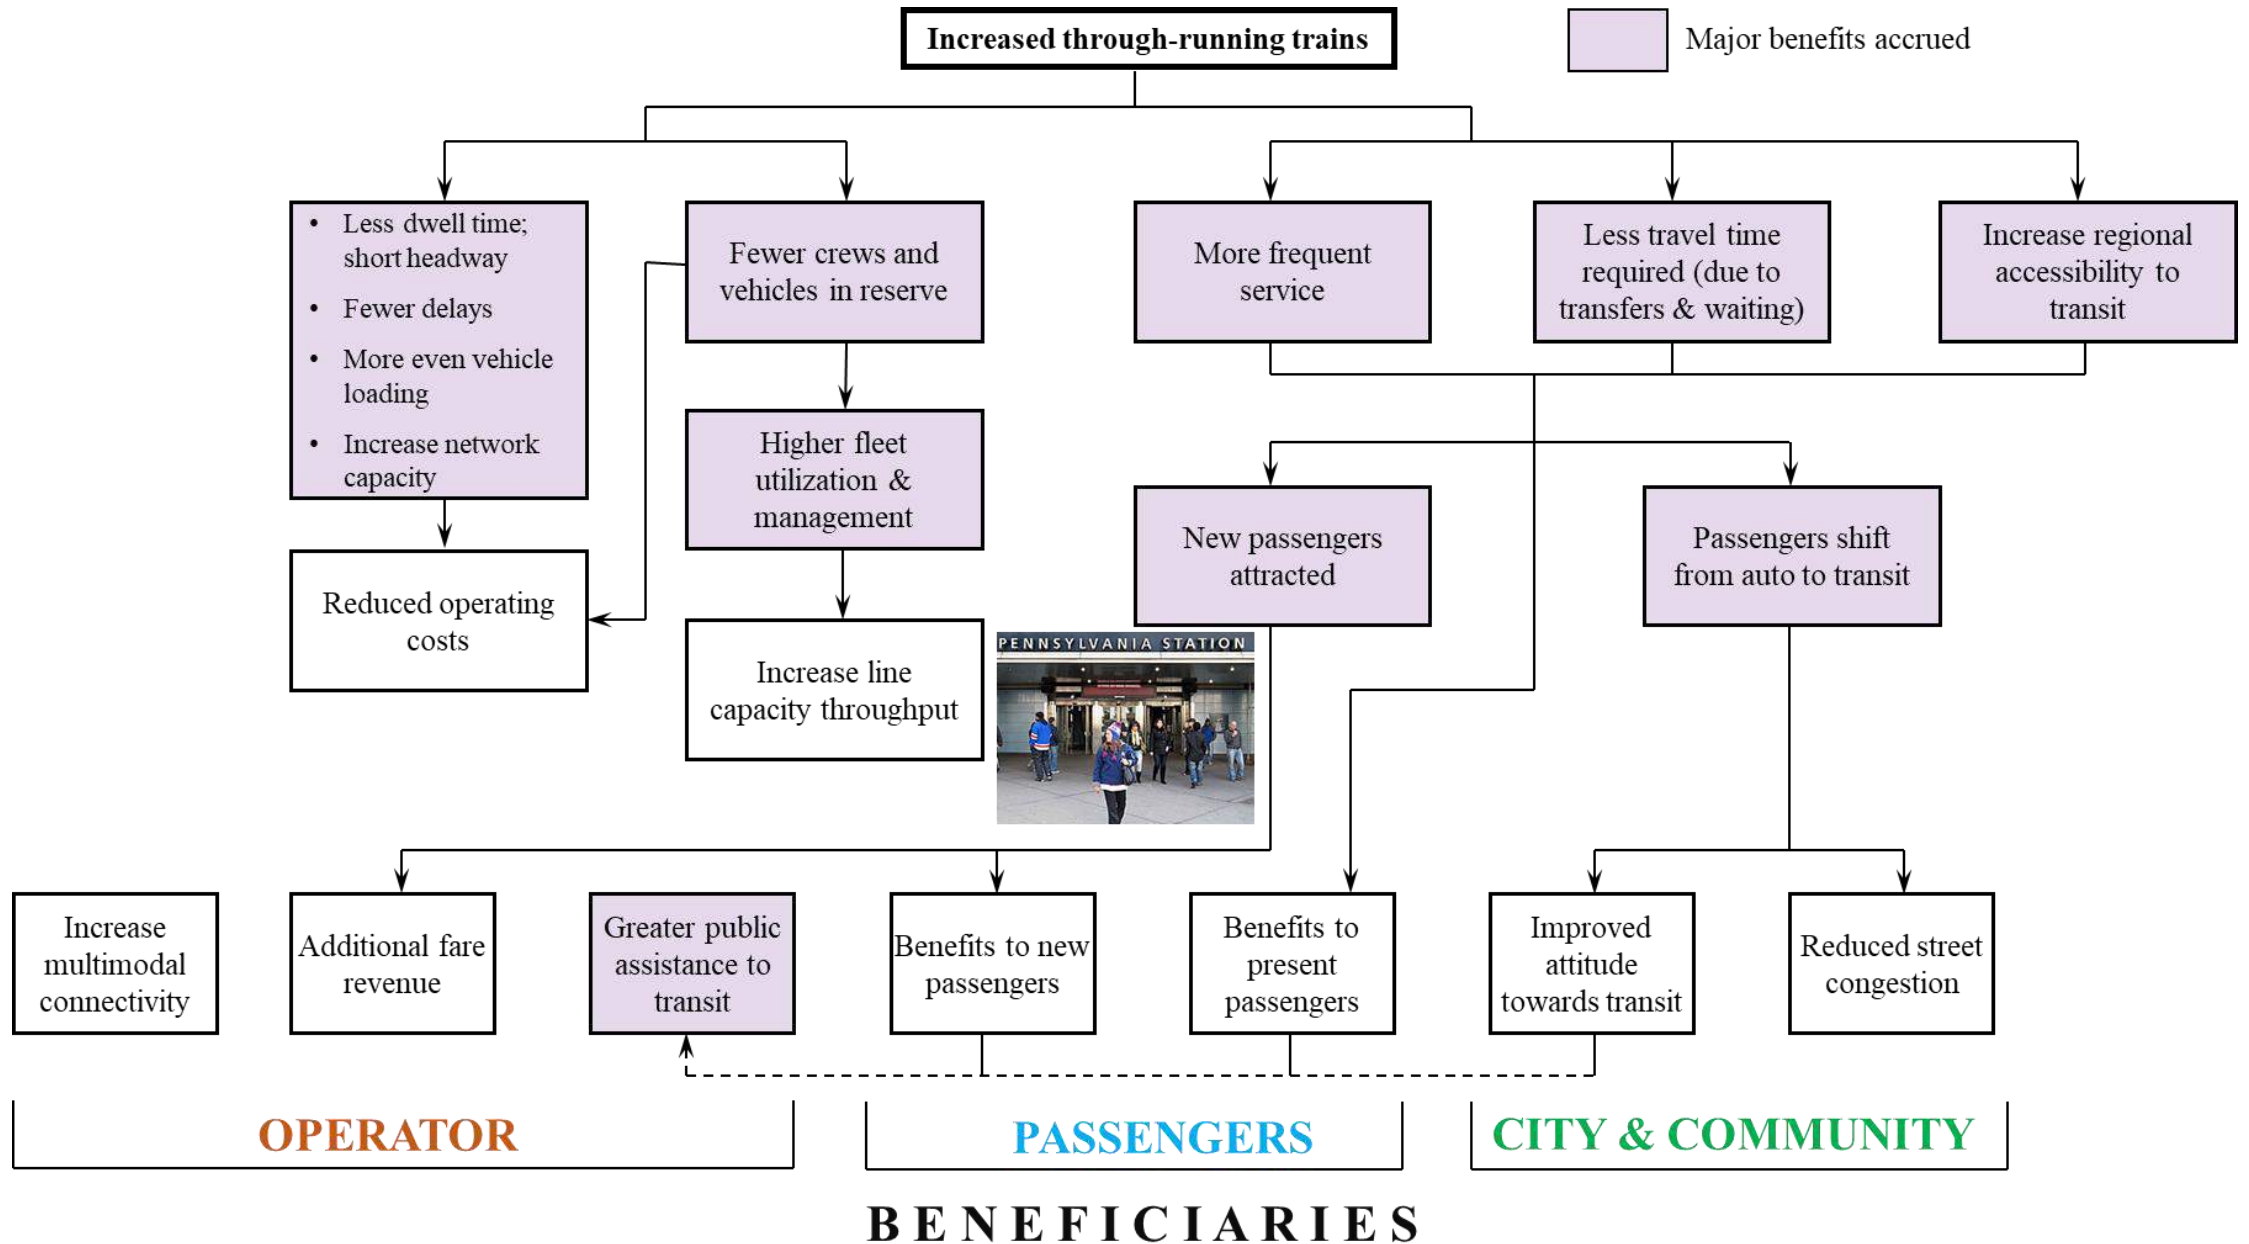 Increased through-running trains
Major benefits accrued
• Less dwell time;
short headway
• Fewer delays
• More even vehicle
loading
• Increase network
capacity
Fewer crews and
vehicles in reserve
More frequent
service
Less travel time
required (due to
transfers & waiting)
Increase regional
accessibility to
transit
Higher fleet
utilization &
management
New passengers
attracted
Passengers shift
from auto to transit
Reduced operating
costs
Increase line
capacity throughput
PENNSYLVANIA STATION
Increase
multimodal
connectivity
Additional fare
revenue
Greater public
assistance to
transit
Benefits to new
passengers
Benefits to
present
passengers
Improved
attitude
towards transit
Reduced street
congestion
OPERATOR
PASSENGERS
CITY & COMMUNITY
BENEFICIARIES